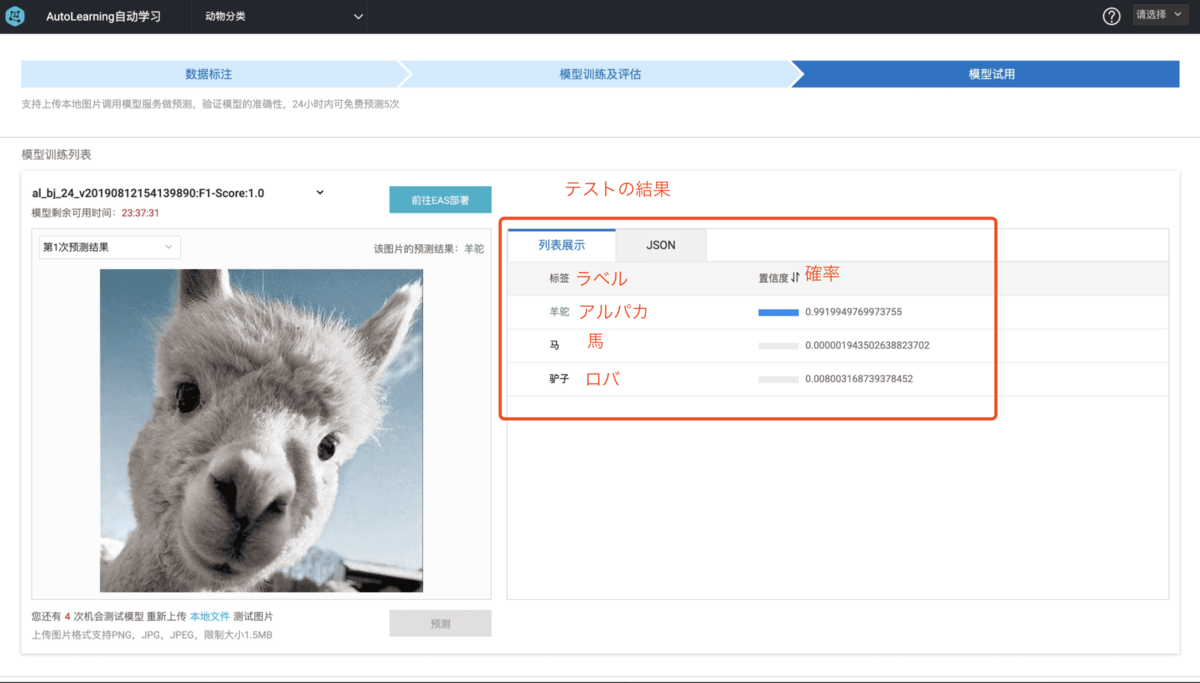 AutoLearning自动学习 动物分类 请选择
数据标注 模型训练及评估 模型试用
支持上传本地图片调用模型服务做预测，验证模型的准确性，24小时内可免费预测5次
模型训练列表
al_bj_24_v20190812154139890:F1-Score:1.0
模型剩余可用时间：23:37:31
前往EAS部署
テストの結果
第1次预测结果 该图片的预测结果：羊驼
列表展示 JSON
标签 ラベル 置信度 確率
羊驼 アルパカ 0.9919949769973755
马 馬 0.000001943502638823702
驴子 ロバ 0.008003168739378452
您还有 4 次机会测试模型 重新上传 本地文件 测试图片
上传图片格式支持PNG，JPG，JPEG，限制大小1.5MB
预测